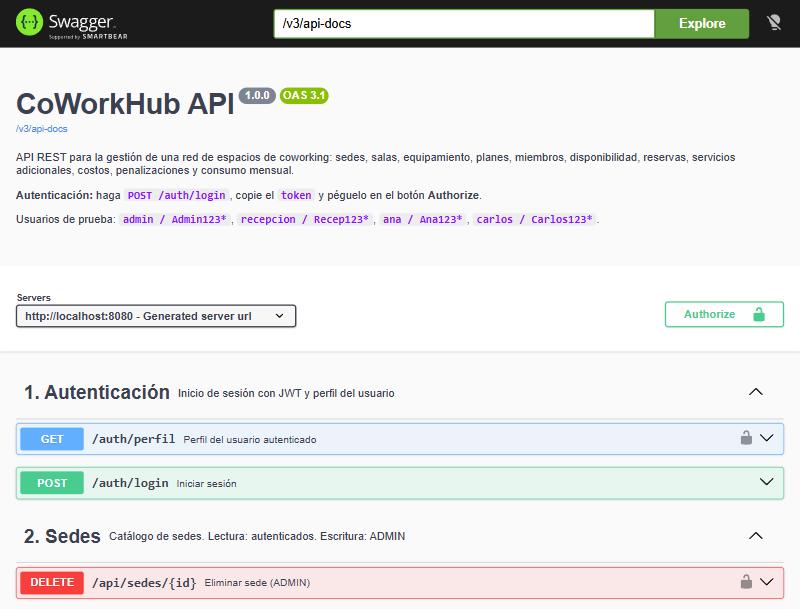 Swagger.
Supported by SMARTBEAR
/v3/api-docs
Explore
CoWorkHub API 1.0.0 OAS 3.1
/v3/api-docs
API REST para la gestión de una red de espacios de coworking: sedes, salas, equipamiento, planes, miembros, disponibilidad, reservas, servicios
adicionales, costos, penalizaciones y consumo mensual.
Autenticación: haga POST /auth/login, copie el token y péguelo en el botón Authorize.
Usuarios de prueba: admin / Admin123*, recepcion / Recep123*, ana / Ana123*, carlos / Carlos123*.
Servers
http://localhost:8080 - Generated server url
Authorize
1. Autenticación Inicio de sesión con JWT y perfil del usuario
GET /auth/perfil Perfil del usuario autenticado
POST /auth/login Iniciar sesión
2. Sedes Catálogo de sedes. Lectura: autenticados. Escritura: ADMIN
DELETE /api/sedes/{id} Eliminar sede (ADMIN)